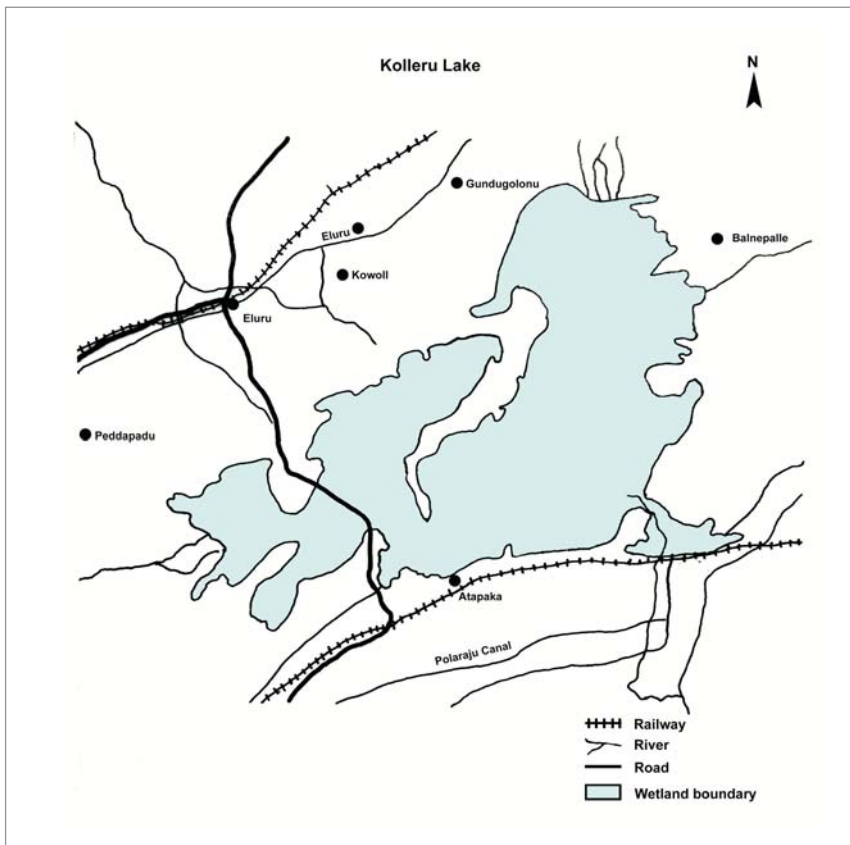 Kolleru Lake
N
Gundugolonu
Eluru
Balnepalle
Kowoll
Eluru
Peddapadu
Atapaka
Polaraju Canal
Railway
River
Road
Wetland boundary